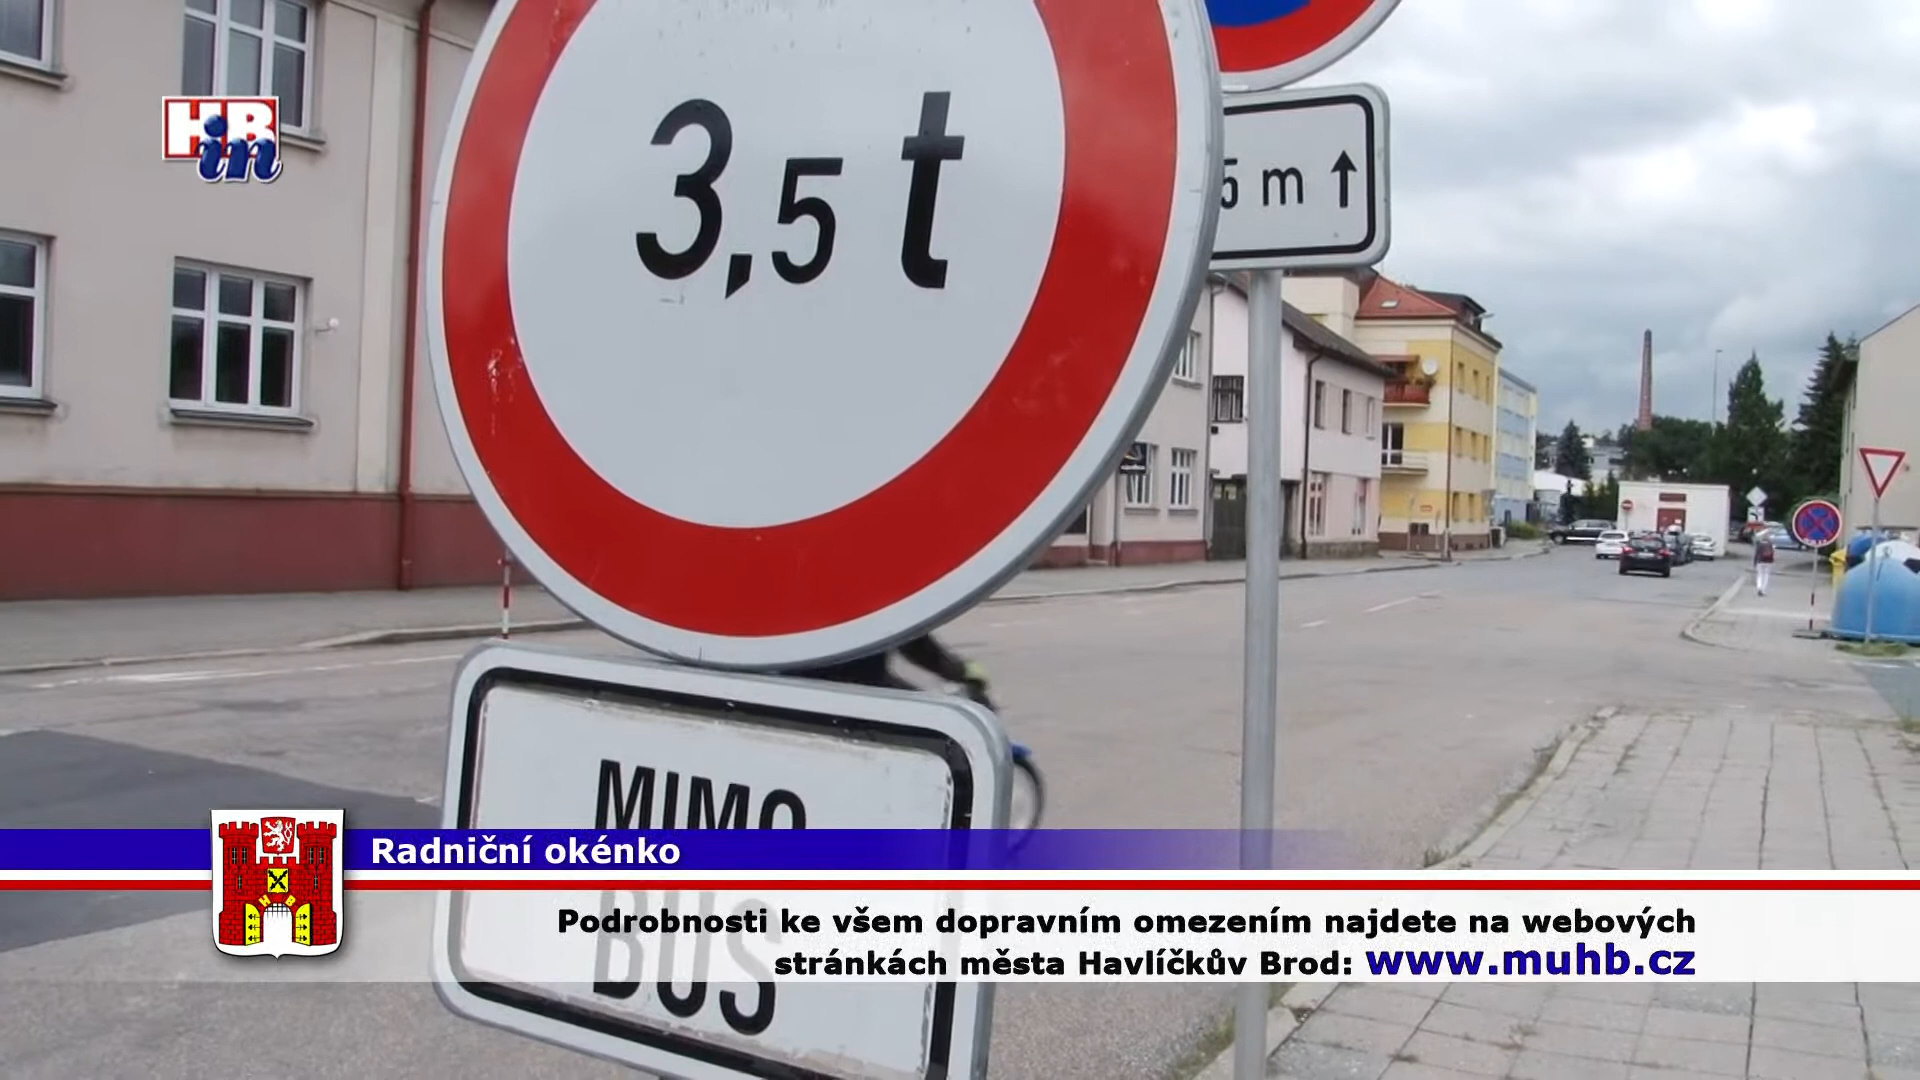 HB
in
3,5 t
5 m
MIMO
BUS
Radniční okénko
HB
Podrobnosti ke všem dopravním omezením najdete na webových
stránkách města Havlíčkův Brod: www.muhb.cz